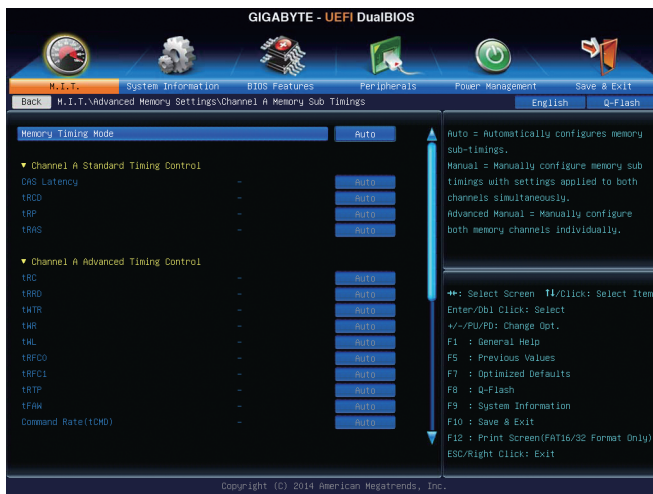 GIGABYTE - UEFI DualBIOS
M.I.T. System Information BIOS Features Peripherals Power Management Save & Exit
Back M.I.T.\Advanced Memory Settings\Channel A Memory Sub Timings English Q-Flash
Memory Timing Mode Auto
▼ Channel A Standard Timing Control
CAS Latency - Auto
tRCD - Auto
tRP - Auto
tRAS - Auto
▼ Channel A Advanced Timing Control
tRC - Auto
tRRD - Auto
tWTR - Auto
tWR - Auto
tWL - Auto
tRFC0 - Auto
tRFC1 - Auto
tRTP - Auto
tFAW - Auto
Command Rate(tCMD) - Auto
Auto = Automatically configures memory
sub-timings.
Manual = Manually configure memory sub
timings with settings applied to both
channels simultaneously.
Advanced Manual = Manually configure
both memory channels individually.
→←: Select Screen ↑↓/Click: Select Item
Enter/Dbl Click: Select
+/-/PU/PD: Change Opt.
F1 : General Help
F5 : Previous Values
F7 : Optimized Defaults
F8 : Q-Flash
F9 : System Information
F10 : Save & Exit
F12 : Print Screen(FAT16/32 Format Only)
ESC/Right Click: Exit
Copyright (C) 2014 American Megatrends, Inc.